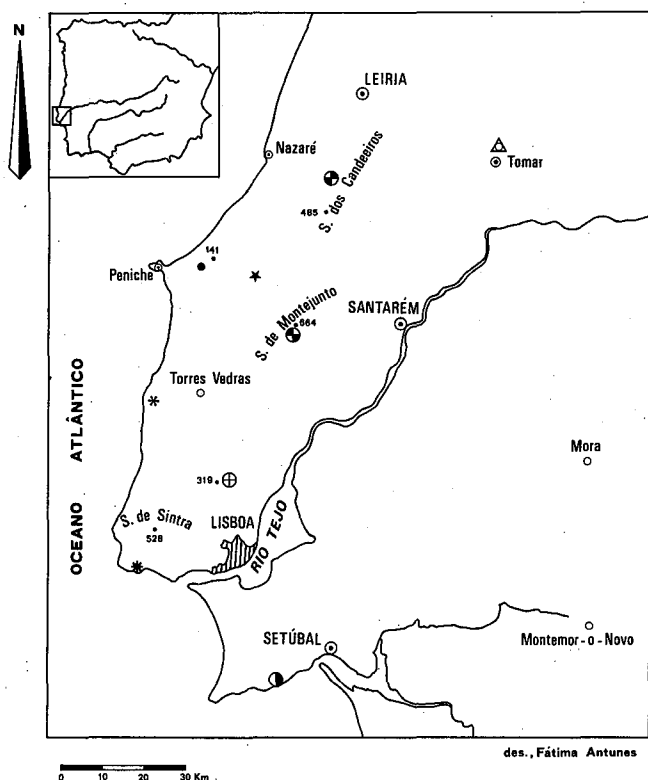 N
LEIRIA
Nazaré
Tomar
S. dos Candeeiros
485
141
Peniche
S. de Montejunto
664
SANTARÉM
Torres Vedras
OCEANO ATLÂNTICO
Mora
319
S. de Sintra
528
LISBOA
RIO TEJO
SETÚBAL
Montemor-o-Novo
des., Fátima Antunes
0 10 20 30 Km